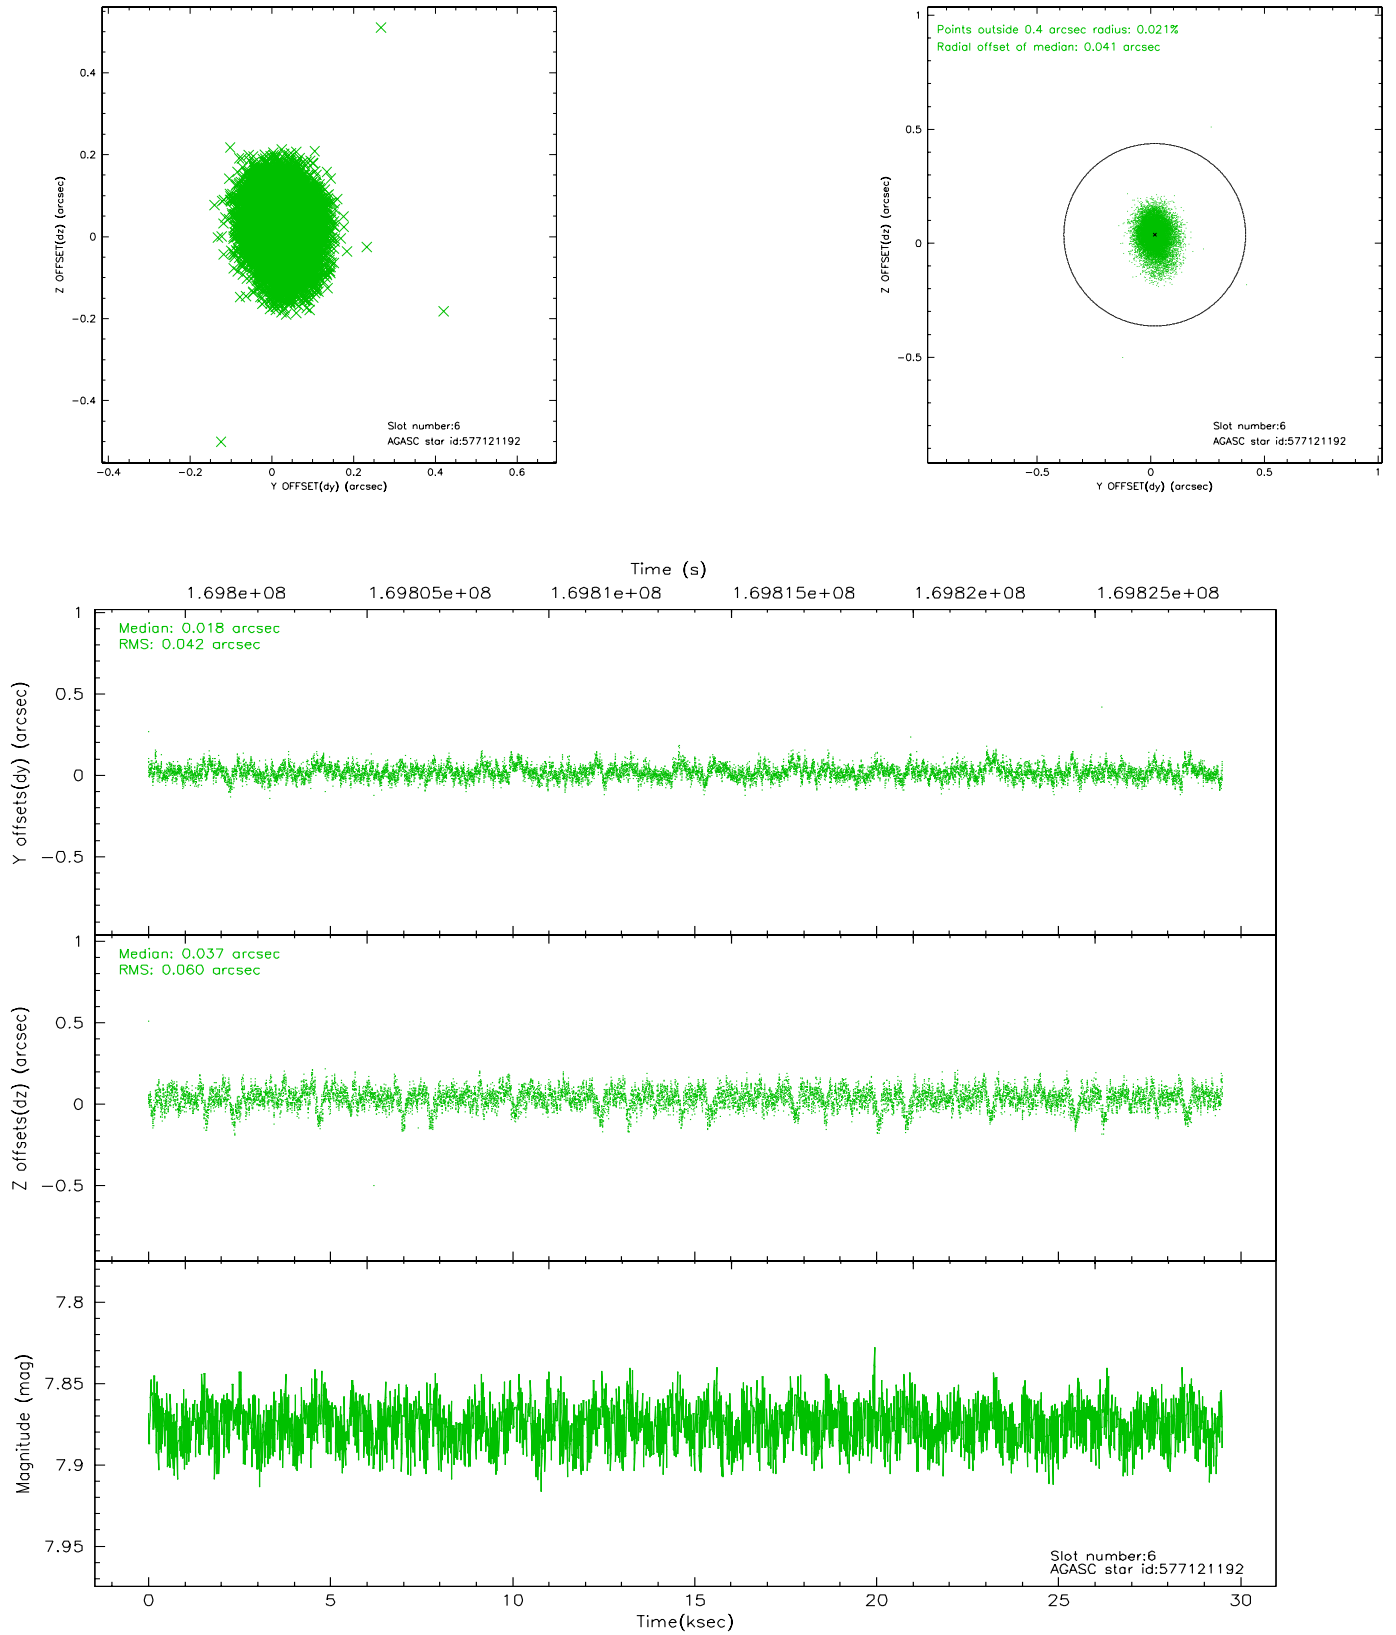 0.4
0.2
0
−0.2
−0.4
Z OFFSET(dz) (arcsec)
Slot number:6
AGASC star id:577121192
−0.4 −0.2 0 0.2 0.4 0.6
Y OFFSET(dy) (arcsec)
Points outside 0.4 arcsec radius: 0.021%
Radial offset of median: 0.041 arcsec
1
0.5
0
−0.5
Z OFFSET(dz) (arcsec)
Slot number:6
AGASC star id:577121192
−0.5 0 0.5 1
Y OFFSET(dy) (arcsec)
Time (s)
1.698e+08 1.69805e+08 1.6981e+08 1.69815e+08 1.6982e+08 1.69825e+08
Median: 0.018 arcsec
RMS: 0.042 arcsec
1
0.5
0
−0.5
Y offsets(dy) (arcsec)
Median: 0.037 arcsec
RMS: 0.060 arcsec
1
0.5
0
−0.5
Z offsets(dz) (arcsec)
7.8
7.85
7.9
7.95
Magnitude (mag)
Slot number:6
AGASC star id:577121192
0 5 10 15 20 25 30
Time(ksec)